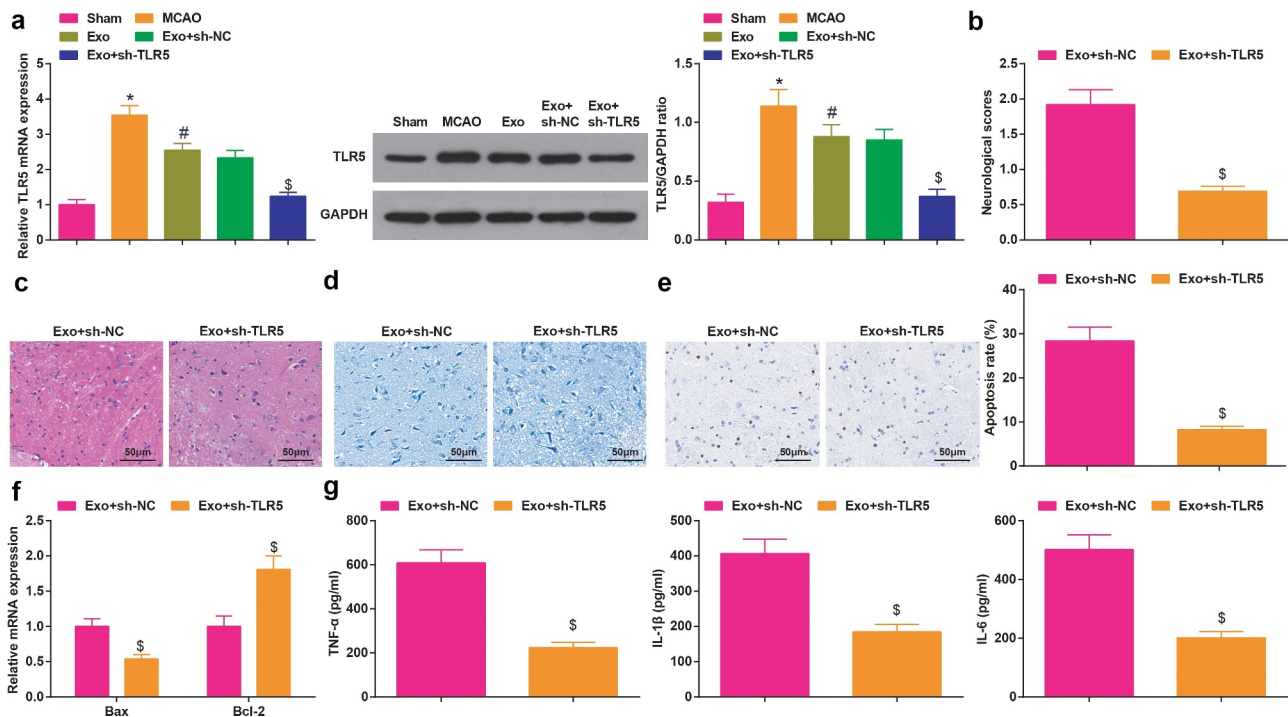 a
Sham MCAO
Exo Exo+sh-NC
Exo+sh-TLR5
Relative TLR5 mRNA expression
5
4
3
2
1
0
*
#
$
Sham MCAO Exo Exo+ sh-NC Exo+ sh-TLR5
TLR5
GAPDH
Sham MCAO
Exo Exo+sh-NC
Exo+sh-TLR5
TLR5/GAPDH ratio
1.5
1.2
0.9
0.6
0.3
0.0
*
#
$
b
Exo+sh-NC Exo+sh-TLR5
Neurological scores
2.5
2.0
1.5
1.0
0.5
0.0
$
c
Exo+sh-NC Exo+sh-TLR5
50μm 50μm
d
Exo+sh-NC Exo+sh-TLR5
50μm 50μm
e
Exo+sh-NC Exo+sh-TLR5
50μm 50μm
Exo+sh-NC Exo+sh-TLR5
Apoptosis rate (%)
40
30
20
10
0
$
f
Exo+sh-NC Exo+sh-TLR5
Relative mRNA expression
2.5
2.0
1.5
1.0
0.5
0.0
$
$
Bax Bcl-2
g
Exo+sh-NC Exo+sh-TLR5
TNF-α (pg/ml)
800
600
400
200
0
$
Exo+sh-NC Exo+sh-TLR5
IL-1β (pg/ml)
500
400
300
200
100
0
$
Exo+sh-NC Exo+sh-TLR5
IL-6 (pg/ml)
600
400
200
0
$